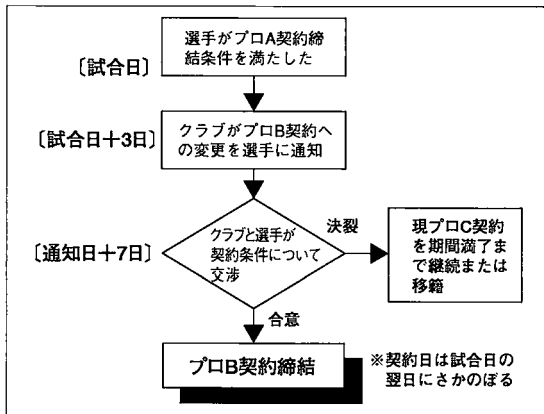 選手がプロA契約締
結条件を満たした
〔試合日〕
クラブがプロB契約へ
の変更を選手に通知
〔試合日+3日〕
クラブと選手が
契約条件について
交渉
〔通知日+7日〕
決裂
現プロC契約
を期間満了ま
で継続または
移籍
合意
プロB契約締結
※契約日は試合日の
翌日にさかのぼる